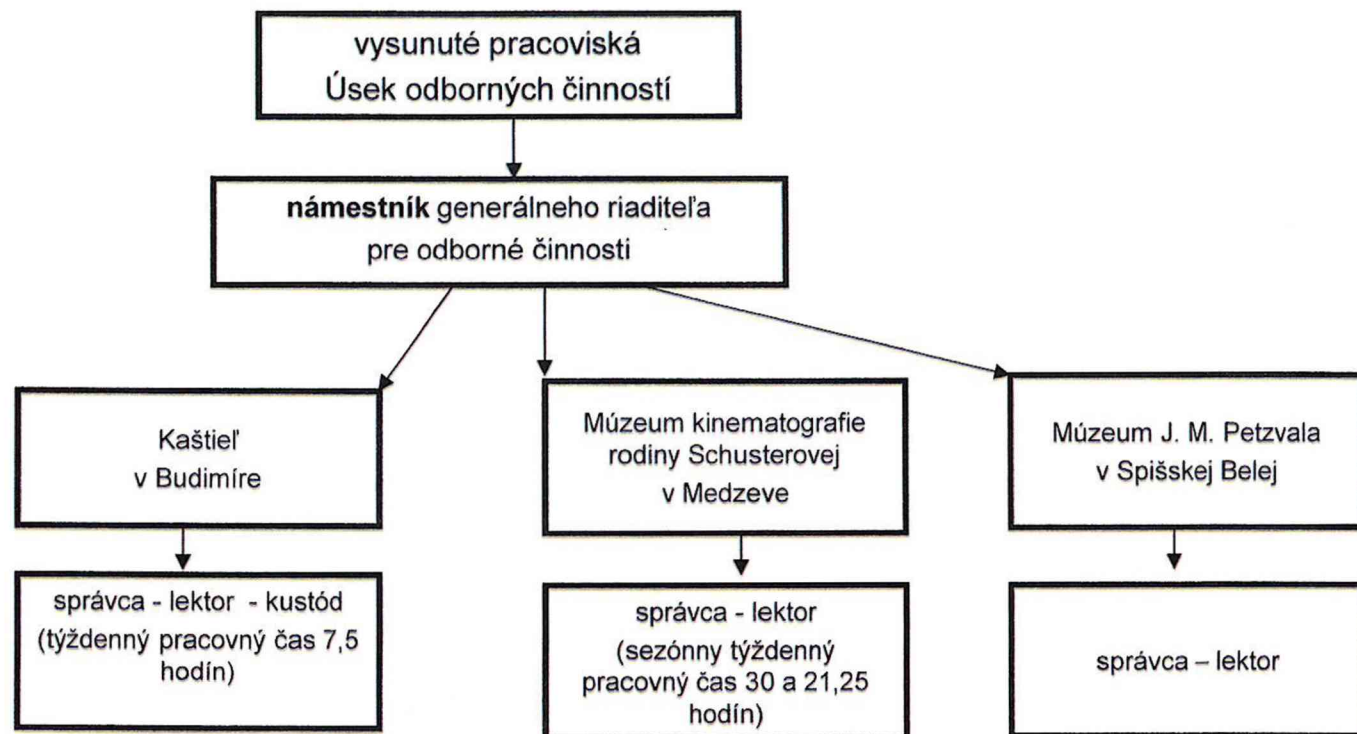 vysunuté pracoviská
Úsek odborných činností
námestník generálneho riaditeľa
pre odborné činnosti
Kaštieľ
v Budimíre
Múzeum kinematografie
rodiny Schusterovej
v Medzeve
Múzeum J. M. Petzvala
v Spišskej Belej
správca - lektor - kustód
(týždenný pracovný čas 7,5
hodín)
správca - lektor
(sezónny týždenný
pracovný čas 30 a 21,25
hodín)
správca – lektor